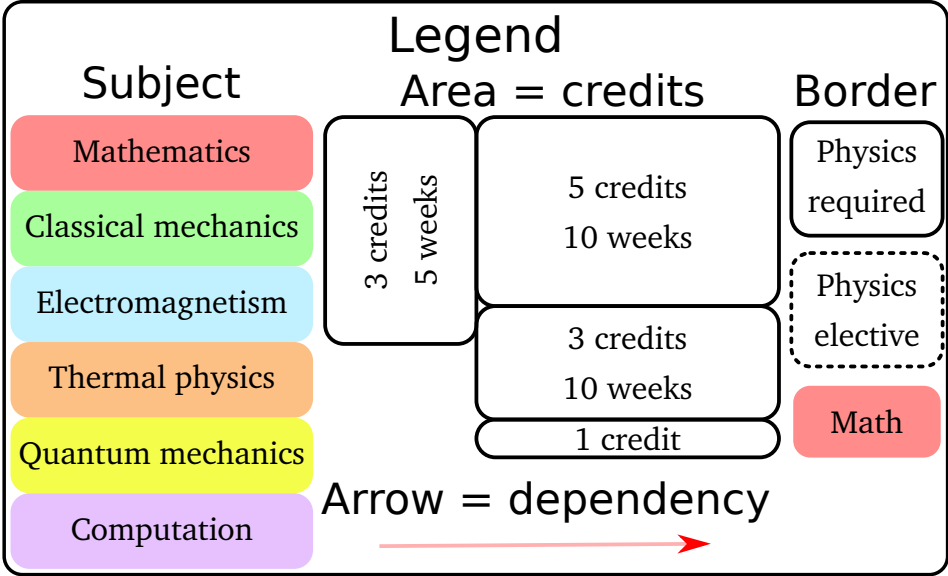 Legend
Subject
Mathematics
Classical mechanics
Electromagnetism
Thermal physics
Quantum mechanics
Computation
Area = credits
3 credits
5 weeks
5 credits
10 weeks
3 credits
10 weeks
1 credit
Arrow = dependency
Border
Physics
required
Physics
elective
Math